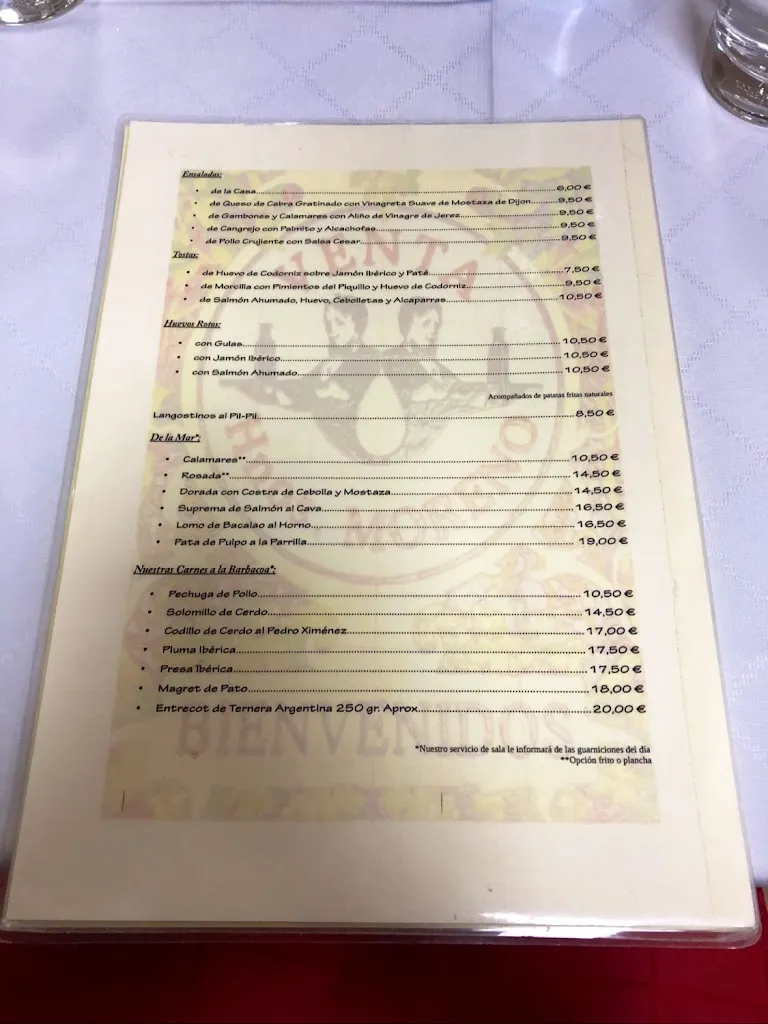 Ensaladas:
• de la Casa 6,00 €
• de Queso de Cabra Gratinado con Vinagreta Suave de Mostaza de Dijon 9,50 €
• de Gambones y Calamares con Aliño de Vinagre de Jerez 9,50 €
• de Cangrejo con Palmito y Alcachofas 9,50 €
• de Pollo Crujiente con Salsa Cesar 9,50 €
Tostas:
• de Huevo de Codorniz sobre Jamón Ibérico y Paté 7,50 €
• de Morcilla con Pimientos del Piquillo y Huevo de Codorniz 9,50 €
• de Salmón Ahumado, Huevo, Cebolletas y Alcaparras 10,50 €
Huevos Rotos:
• con Gulas 10,50 €
• con Jamón Ibérico 10,50 €
• con Salmón Ahumado 10,50 €
Acompañados de patatas fritas naturales
Langostinos al Pil-Pil 8,50 €
De la Mar*:
• Calamares** 10,50 €
• Rosada** 14,50 €
• Dorada con Costra de Cebolla y Mostaza 14,50 €
• Suprema de Salmón al Cava 16,50 €
• Lomo de Bacalao al Horno 16,50 €
• Pata de Pulpo a la Parrilla 19,00 €
Nuestras Carnes a la Barbacoa*:
• Pechuga de Pollo 10,50 €
• Solomillo de Cerdo 14,50 €
• Codillo de Cerdo al Pedro Ximénez 17,00 €
• Pluma Ibérica 17,50 €
• Presa Ibérica 17,50 €
• Magret de Pato 18,00 €
• Entrecot de Ternera Argentina 250 gr. Aprox. 20,00 €
*Nuestro servicio de sala le informará de las guarniciones del día
**Opción frito o plancha
VENTA
BIENVENIDOS